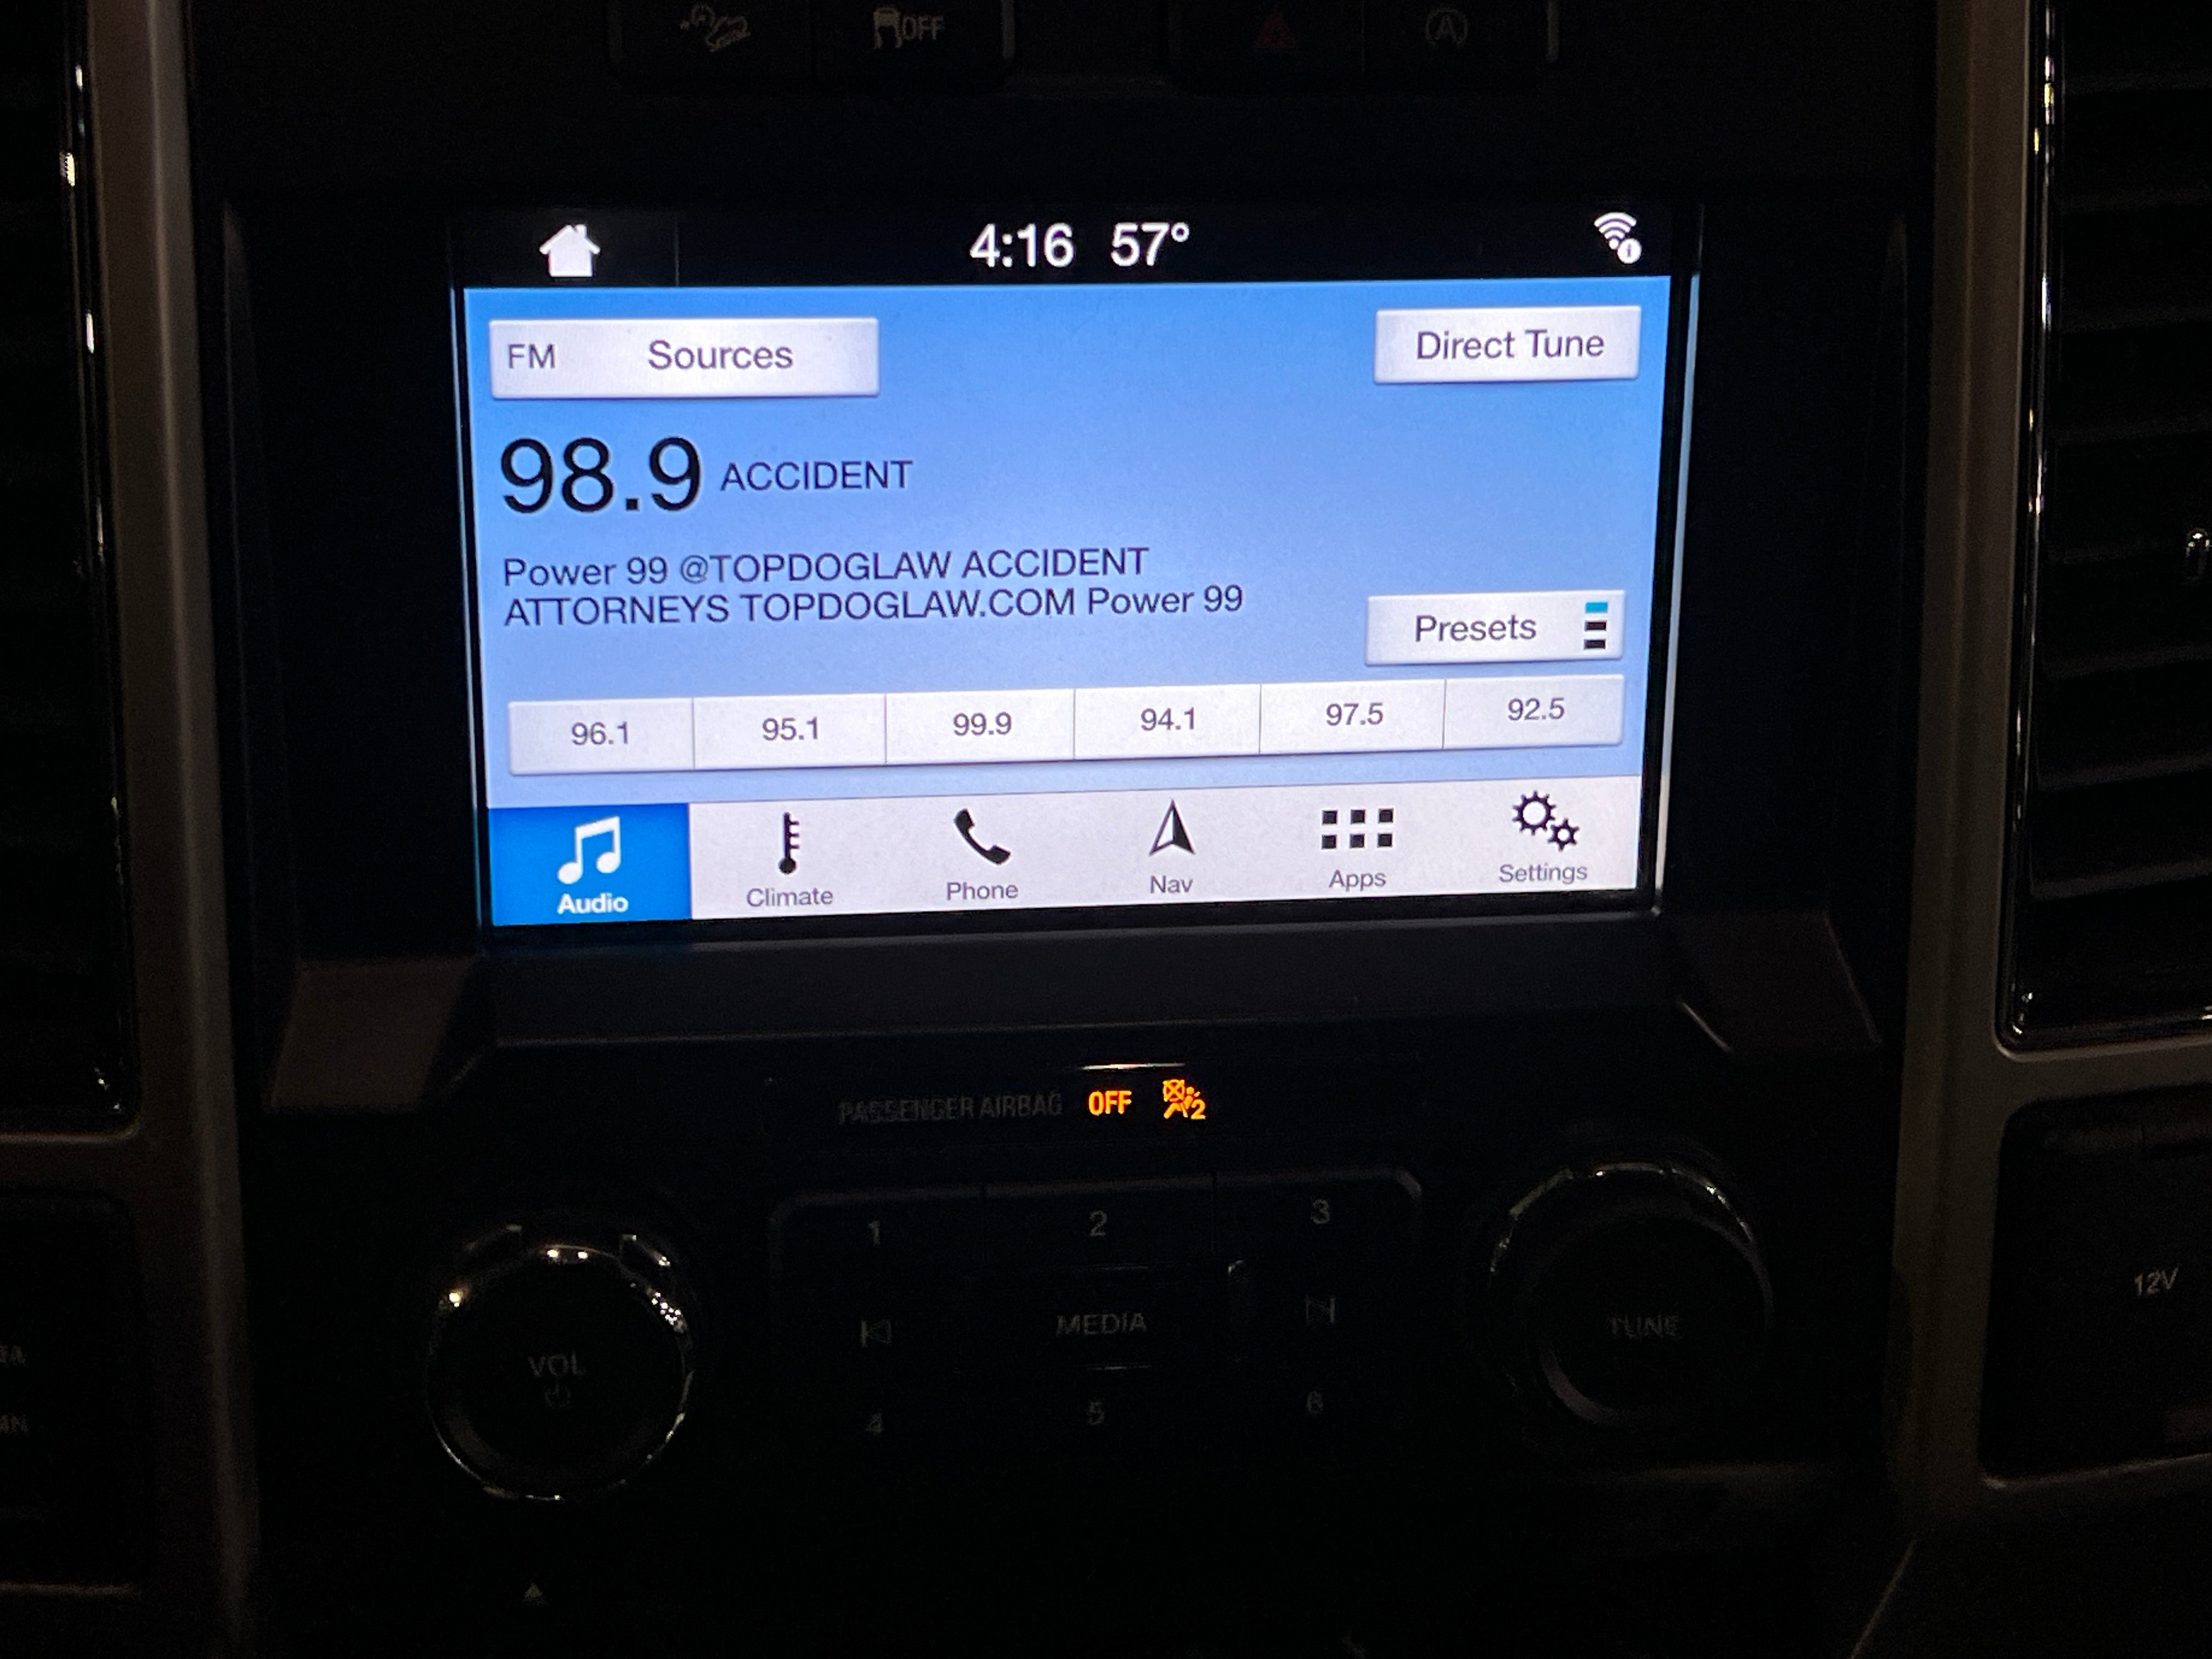 OFF
A
4:16 57°
FM Sources
Direct Tune
98.9 ACCIDENT
Power 99 @TOPDOGLAW ACCIDENT
ATTORNEYS TOPDOGLAW.COM Power 99
Presets
96.1 95.1 99.9 94.1 97.5 92.5
Audio Climate Phone Nav Apps Settings
PASSENGER AIRBAG OFF 2
1 2 3
VOL
MEDIA
TUNE
12V
4 5 6